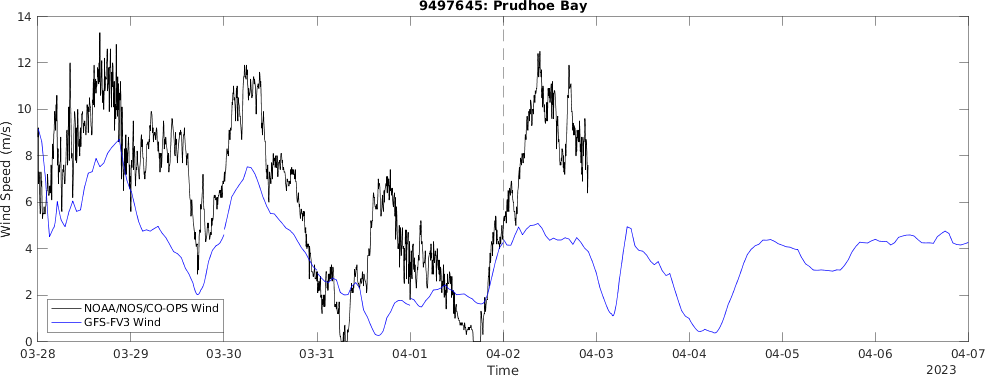 9497645: Prudhoe Bay
14
12
10
8
6
4
2
0
Wind Speed (m/s)
NOAA/NOS/CO-OPS Wind
GFS-FV3 Wind
03-28 03-29 03-30 03-31 04-01 04-02 04-03 04-04 04-05 04-06 04-07
Time
2023